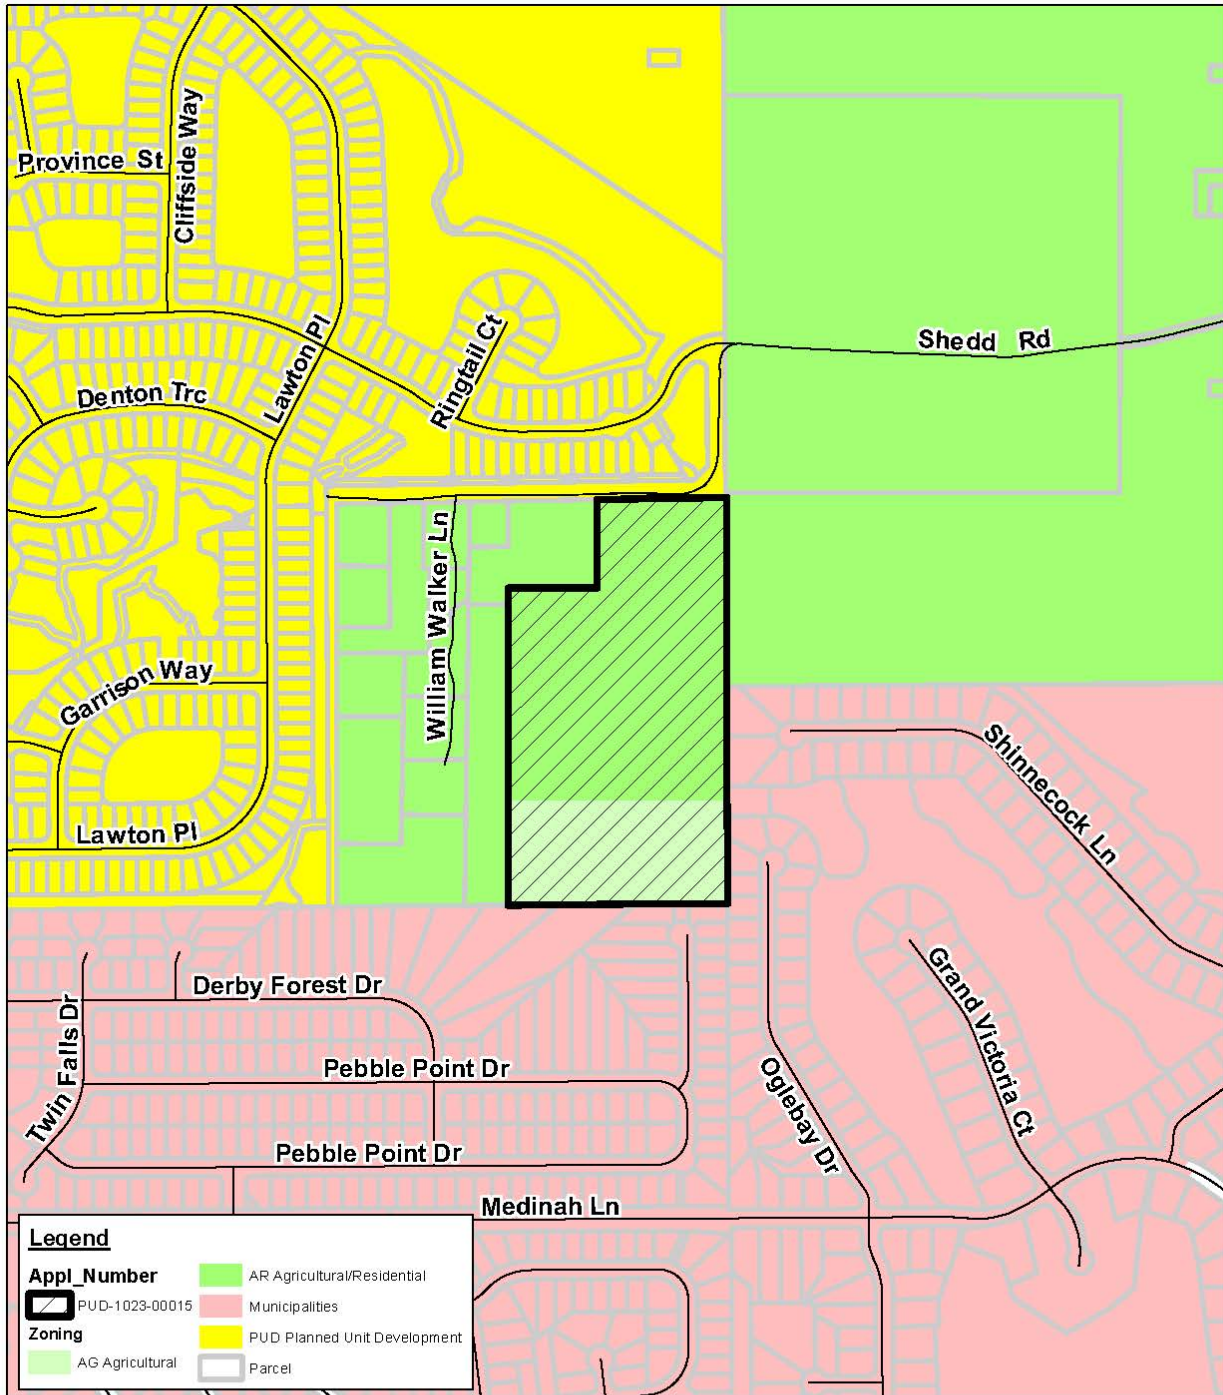 Province St
Cliffside Way
Lawton Pl
Ringtail Ct
Shedd Rd
Denton Trc
William Walker Ln
Garrison Way
Shinnecock Ln
Lawton Pl
Grand Victoria Ct
Derby Forest Dr
Twin Falls Dr
Pebble Point Dr
Oglebay Dr
Pebble Point Dr
Medinah Ln
Legend
Appl_Number
PUD-1023-00015
Zoning
AG Agricultural
AR Agricultural/Residential
Municipalities
PUD Planned Unit Development
Parcel